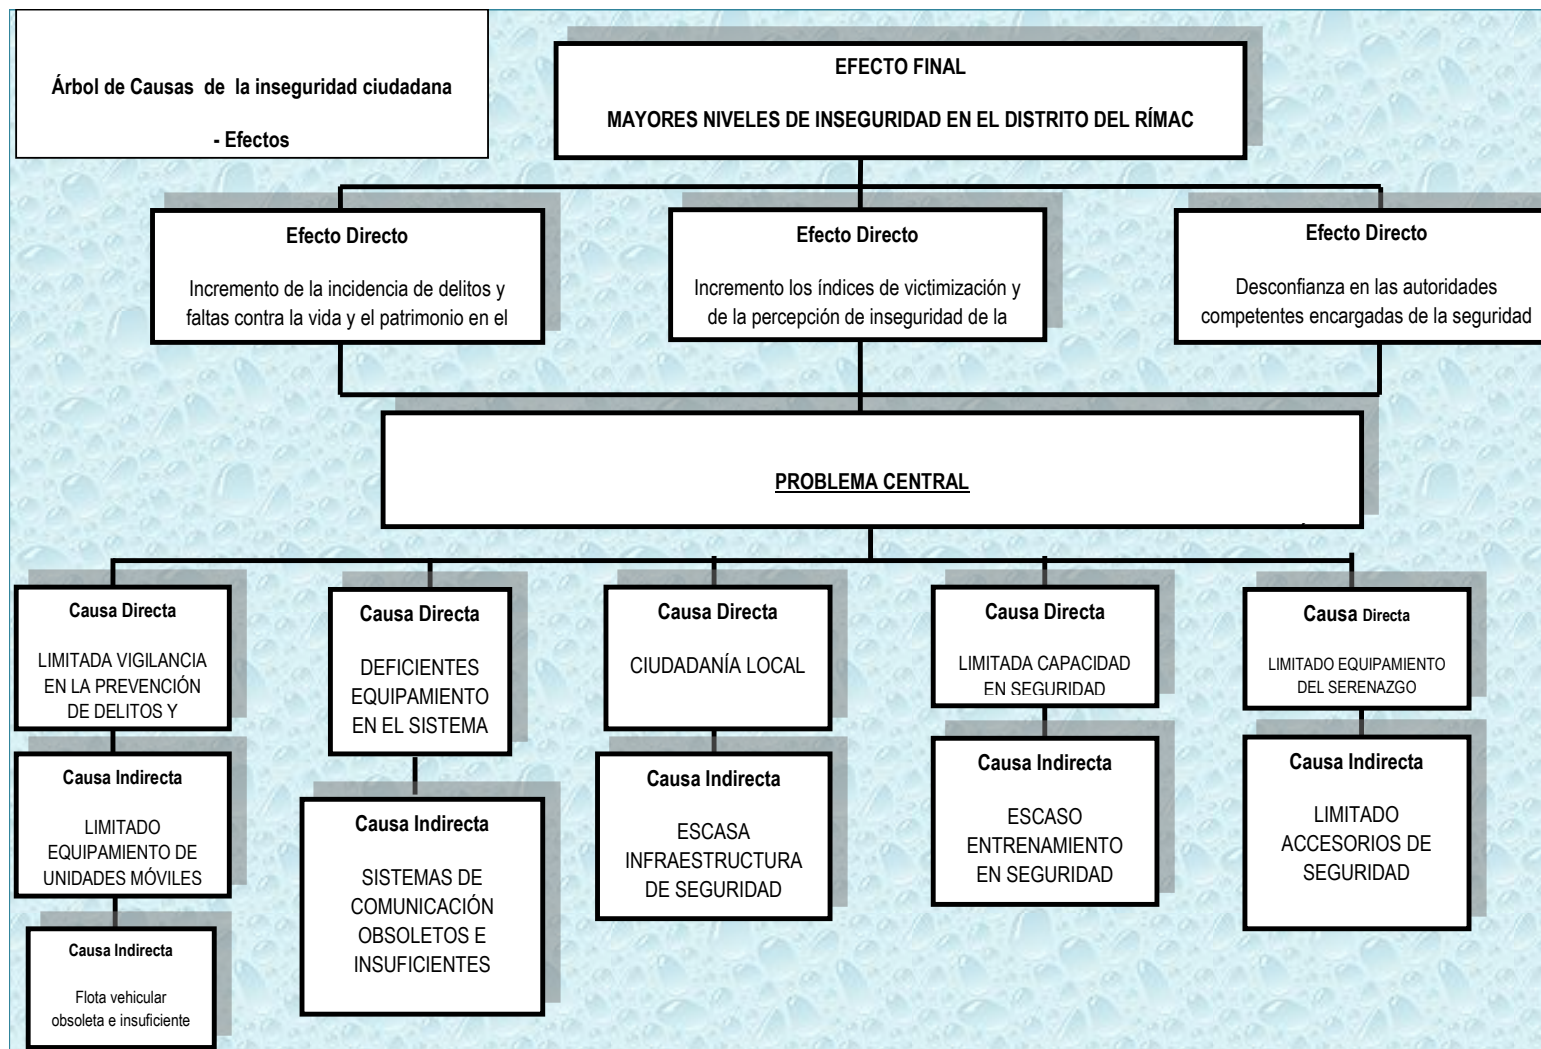 Árbol de Causas de la inseguridad ciudadana
- Efectos
EFECTO FINAL
MAYORES NIVELES DE INSEGURIDAD EN EL DISTRITO DEL RÍMAC
Efecto Directo
Incremento de la incidencia de delitos y
faltas contra la vida y el patrimonio en el
Efecto Directo
Incremento los índices de victimización y
de la percepción de inseguridad de la
Efecto Directo
Desconfianza en las autoridades
competentes encargadas de la seguridad
PROBLEMA CENTRAL
Causa Directa
LIMITADA VIGILANCIA
EN LA PREVENCIÓN
DE DELITOS Y
Causa Directa
DEFICIENTES
EQUIPAMIENTO
EN EL SISTEMA
Causa Directa
CIUDADANÍA LOCAL
Causa Directa
LIMITADA CAPACIDAD
EN SEGURIDAD
Causa Directa
LIMITADO EQUIPAMIENTO
DEL SERENAZGO
Causa Indirecta
LIMITADO
EQUIPAMIENTO DE
UNIDADES MÓVILES
Causa Indirecta
SISTEMAS DE
COMUNICACIÓN
OBSOLETOS E
INSUFICIENTES
Causa Indirecta
ESCASA
INFRAESTRUCTURA
DE SEGURIDAD
Causa Indirecta
ESCASO
ENTRENAMIENTO
EN SEGURIDAD
Causa Indirecta
LIMITADO
ACCESORIOS DE
SEGURIDAD
Causa Indirecta
Flota vehicular
obsoleta e insuficiente